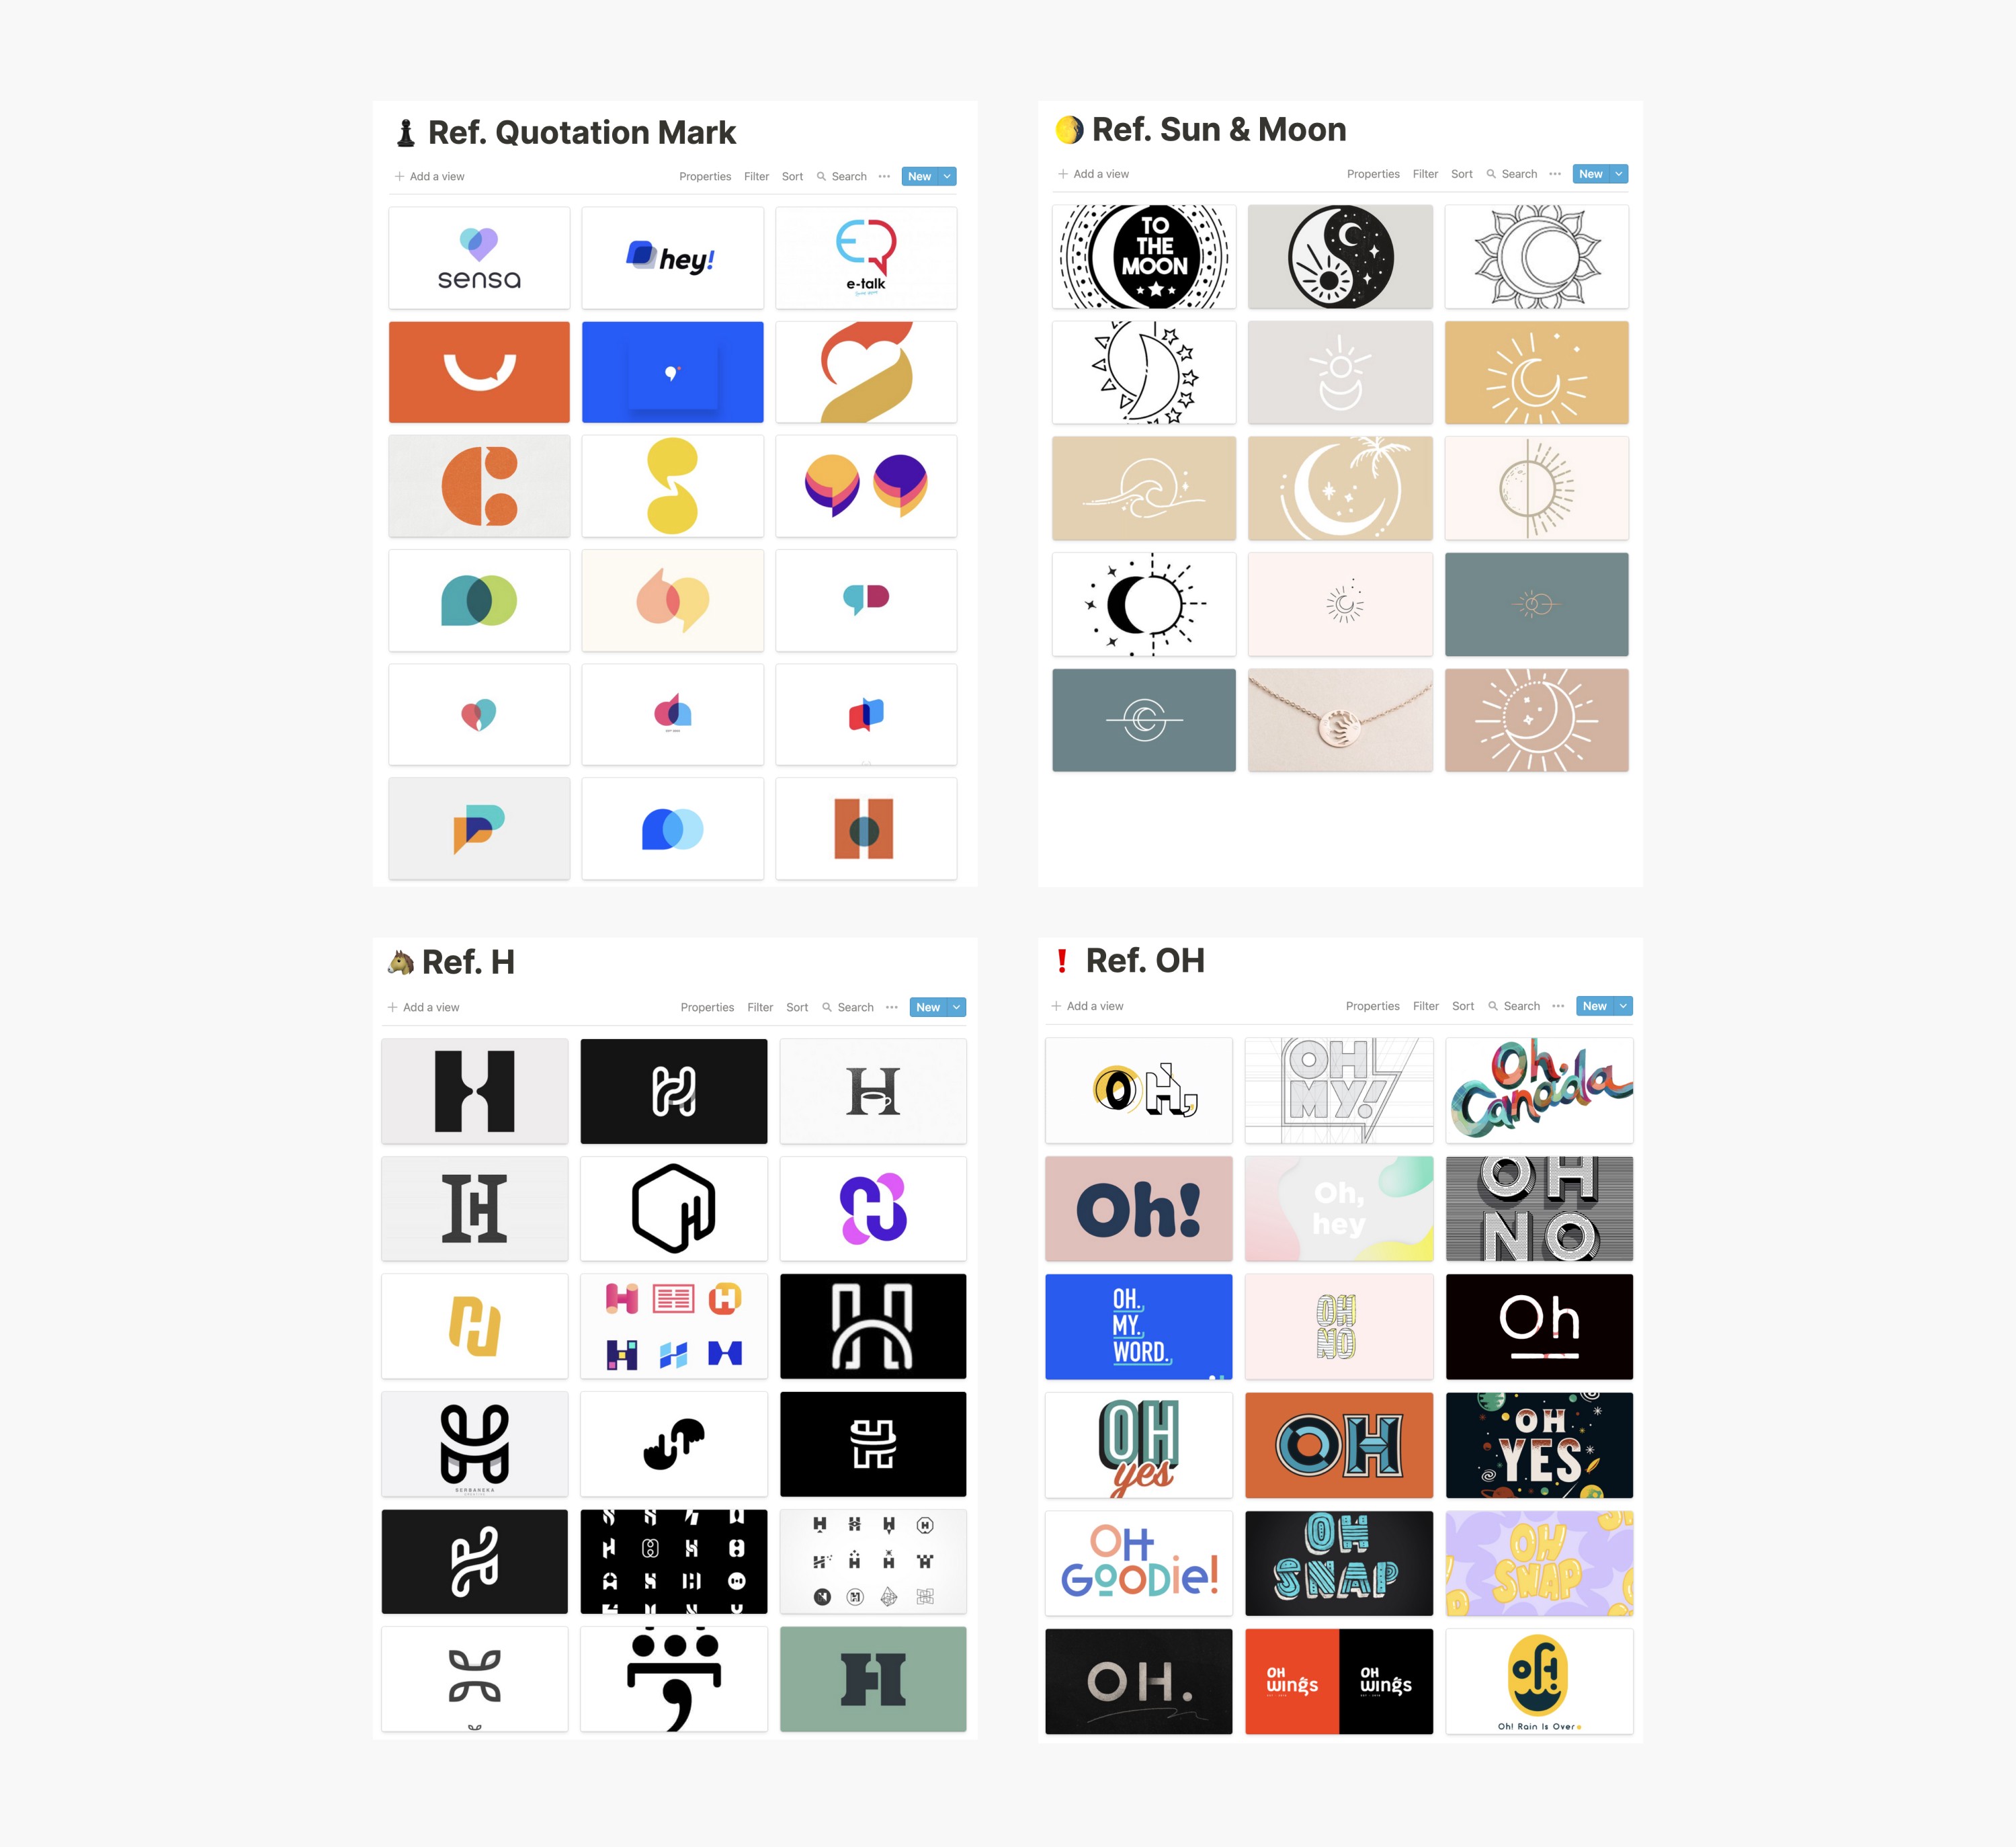 Ref. Quotation Mark
Add a view
Properties Filter Sort Search New
sensa
hey!
e-talk
Ref. Sun & Moon
Add a view
Properties Filter Sort Search New
TO
THE
MOON
Ref. H
Add a view
Properties Filter Sort Search New
BERBANEKA
Ref. OH
Add a view
Properties Filter Sort Search New
OH,
OH
MY!
Oh,
Canada
Oh!
Oh,
hey
OH
NO
OH.
MY.
WORD.
OH
NO
Oh
OH
yes
OH
OH
YES
OH
GOODie!
OH
SNAP
OH
SNAP
OH.
OH
wings
OH
wings
oh!
Oh! Rain Is Over